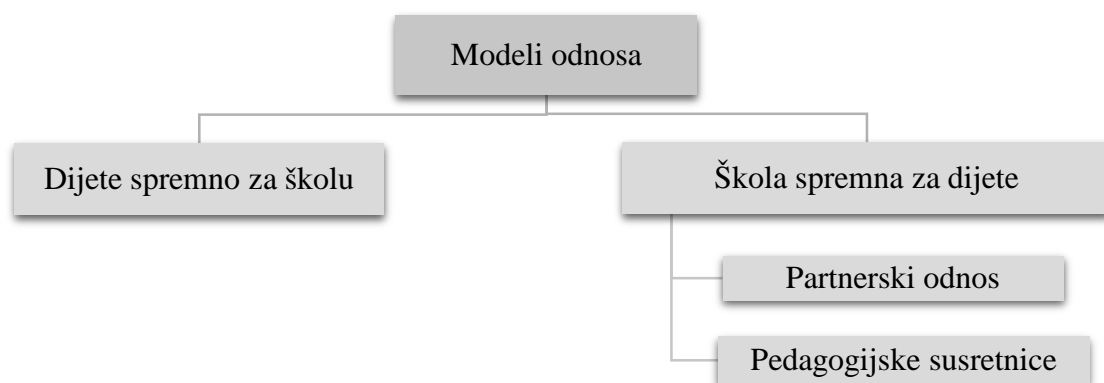 Modeli odnosa
Dijete spremno za školu
Škola spremna za dijete
Partnerski odnos
Pedagogijske susretnice